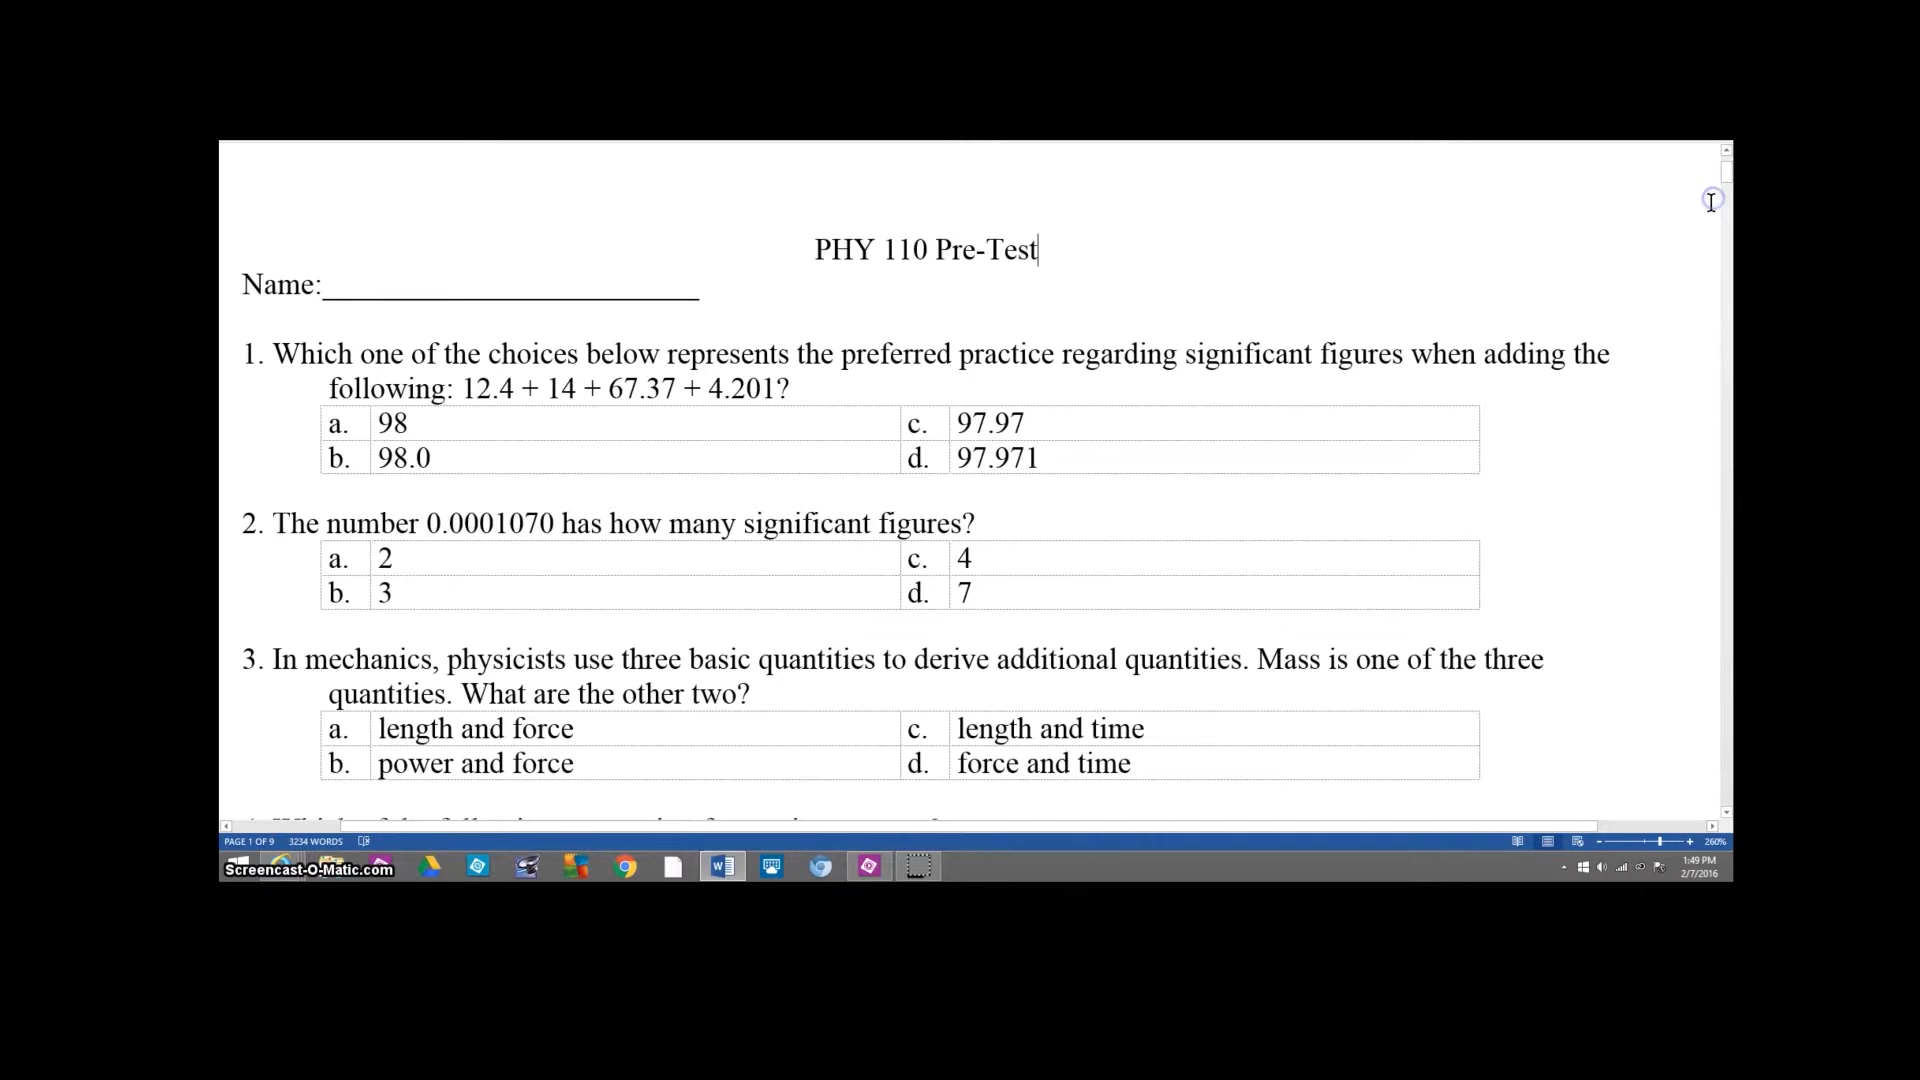 PHY 110 Pre-Test
Name:
1. Which one of the choices below represents the preferred practice regarding significant figures when adding the
following: 12.4 + 14 + 67.37 + 4.201?
a. 98 c. 97.97
b. 98.0 d. 97.971
2. The number 0.0001070 has how many significant figures?
a. 2 c. 4
b. 3 d. 7
3. In mechanics, physicists use three basic quantities to derive additional quantities. Mass is one of the three
quantities. What are the other two?
a. length and force c. length and time
b. power and force d. force and time
PAGE 1 OF 9 3234 WORDS 260%
Screencast-O-Matic.com
1:49 PM
2/7/2016